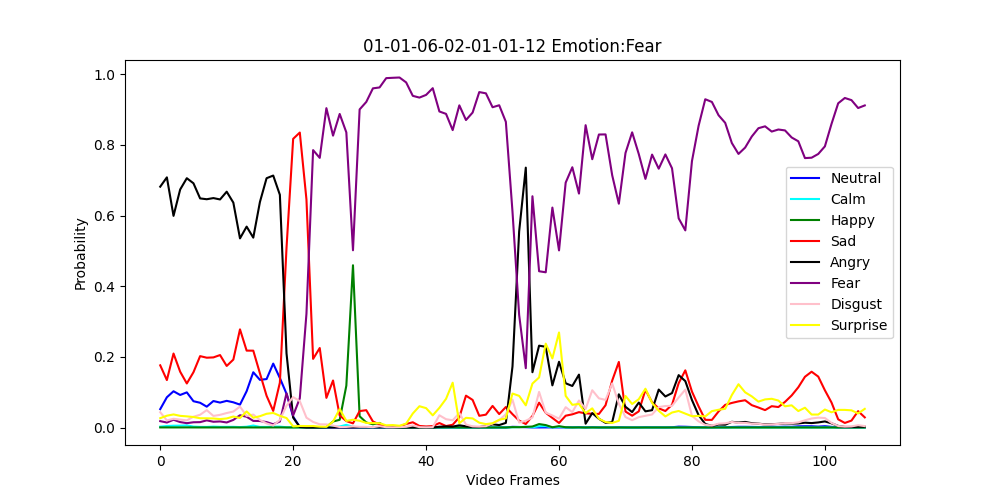 01-01-06-02-01-01-12 Emotion:Fear
Probability
1.0
0.8
0.6
0.4
0.2
0.0
Neutral
Calm
Happy
Sad
Angry
Fear
Disgust
Surprise
0 20 40 60 80 100
Video Frames